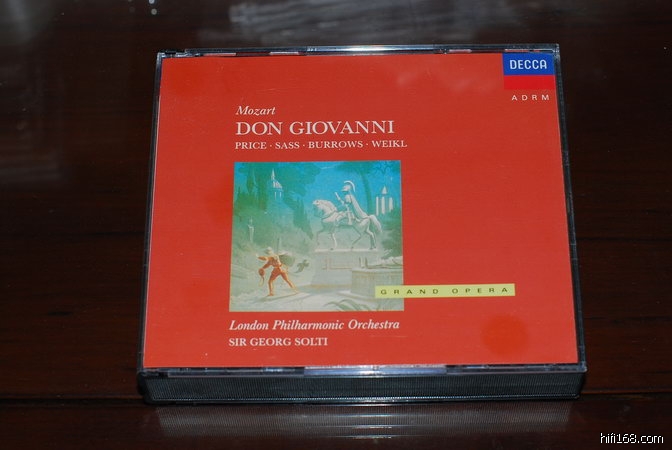 DECCA
ADRM
Mozart
DON GIOVANNI
PRICE · SASS · BURROWS · WEIKL
GRAND OPERA
London Philharmonic Orchestra
SIR GEORG SOLTI
hifi168.com